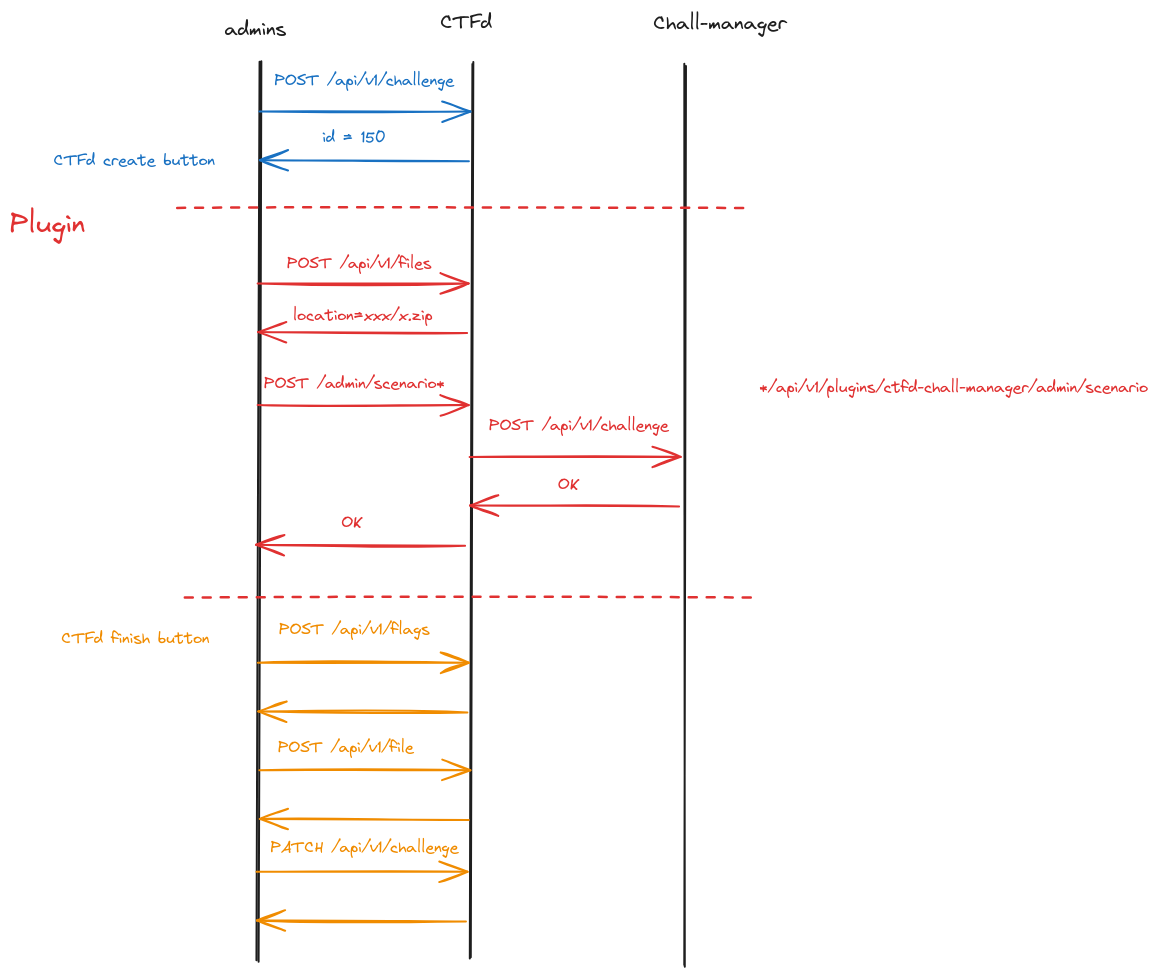 admins
CTFd
Chall-manager
POST /api/v1/challenge
id = 150
CTFd create button
Plugin
POST /api/v1/files
location=xxx/x.zip
POST /admin/scenario*
*/api/v1/plugins/ctfd-chall-manager/admin/scenario
POST /api/v1/challenge
OK
OK
CTFd finish button
POST /api/v1/flags
POST /api/v1/file
PATCH /api/v1/challenge